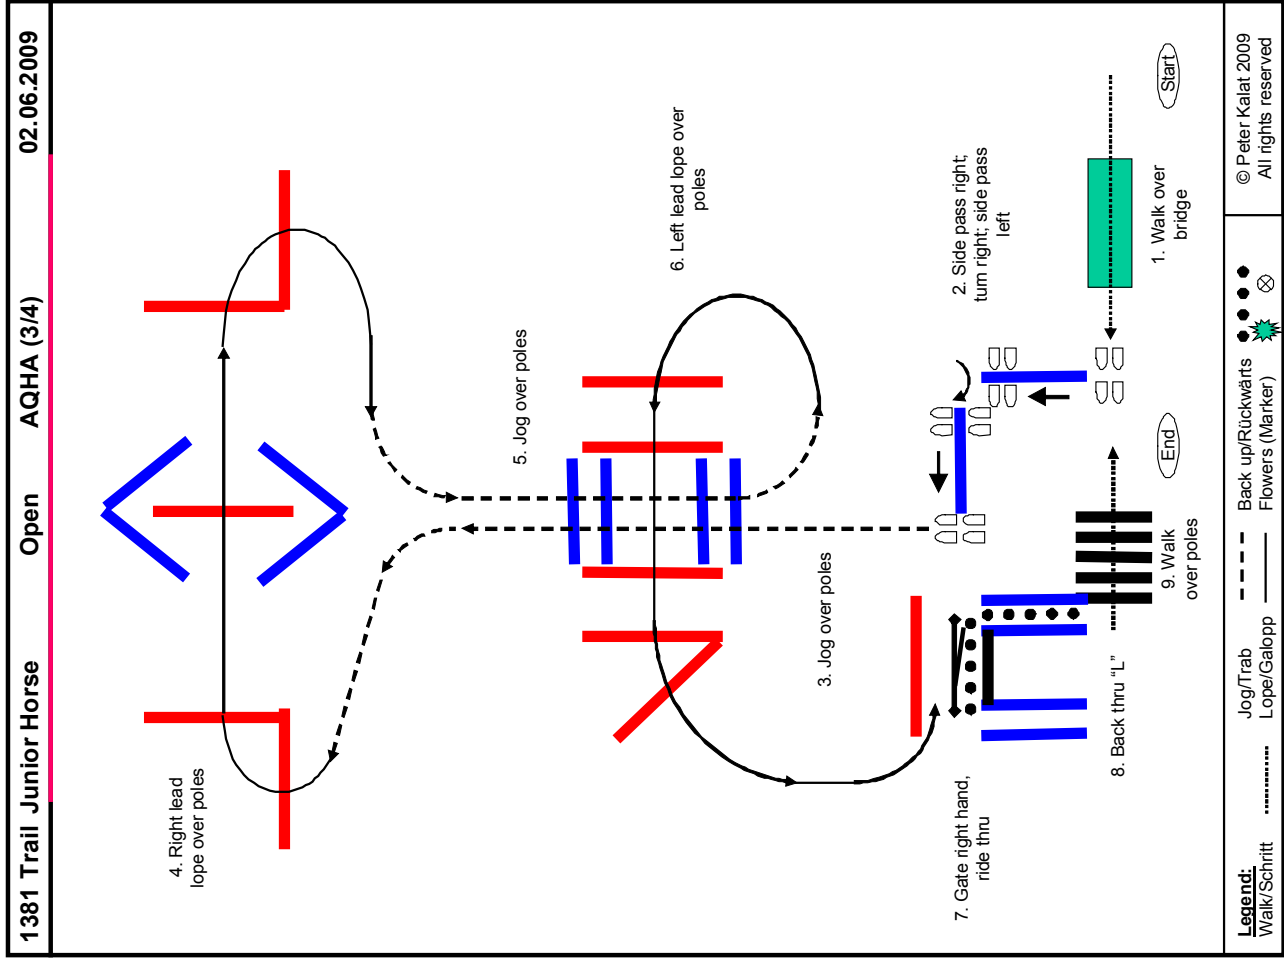 1381 Trail Junior Horse Open AQHA (3/4) 02.06.2009
4. Right lead
lope over poles
5. Jog over poles
6. Left lead lope over
poles
3. Jog over poles
7. Gate right hand,
ride thru
2. Side pass right;
turn right; side pass
left
8. Back thru "L"
9. Walk
over poles
End
1. Walk over
bridge
Start
Legend:
Walk/Schritt
Jog/Trab
Lope/Galopp
Back up/Rückwärts
Flowers (Marker)
© Peter Kalat 2009
All rights reserved